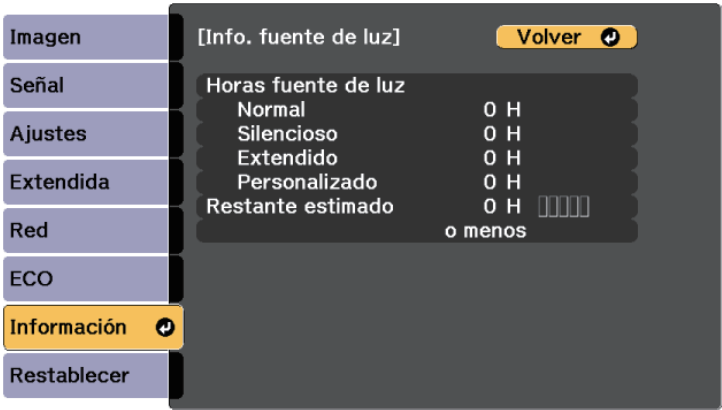 Imagen
Señal
Ajustes
Extendida
Red
ECO
Información
Restablecer
[Info. fuente de luz]
Volver
Horas fuente de luz
Normal 0 H
Silencioso 0 H
Extendido 0 H
Personalizado 0 H
Restante estimado 0 H
o menos